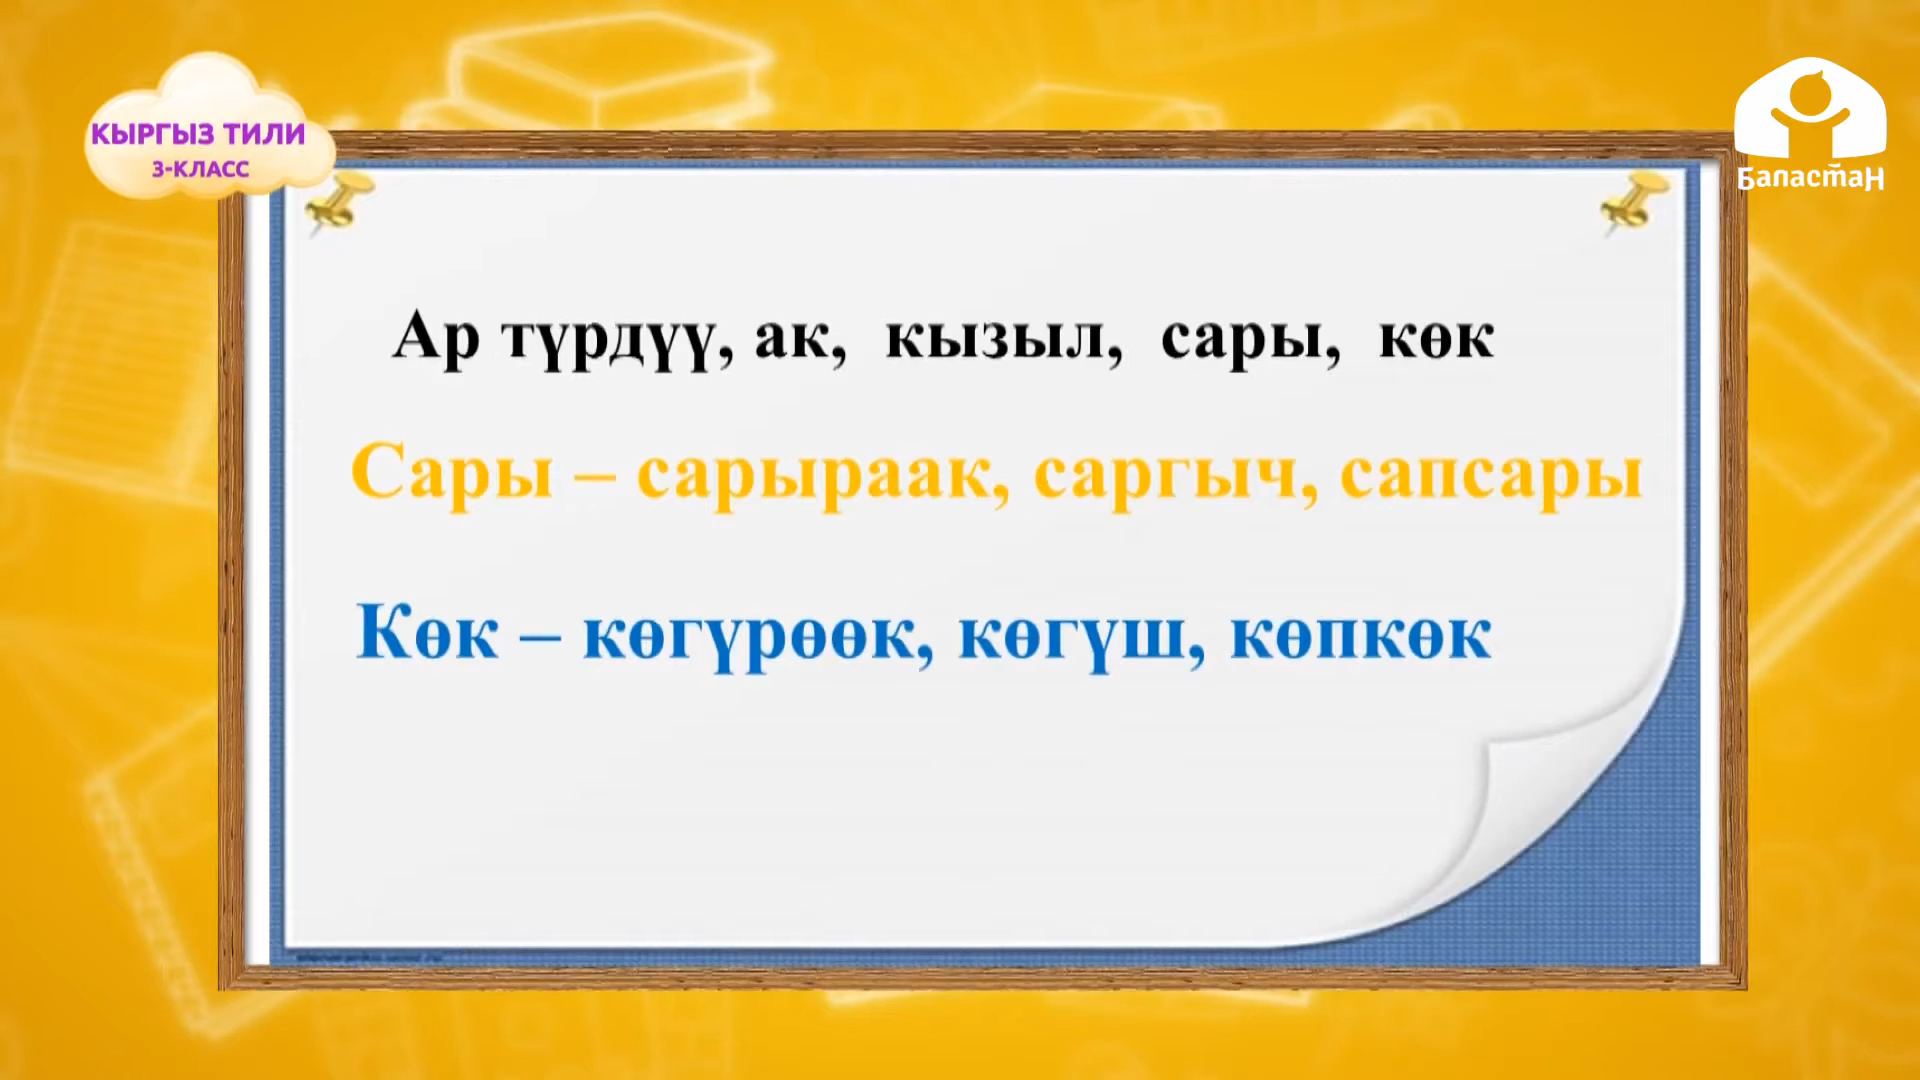 КЫРГЫЗ ТИЛИ
3-КЛАСС
Баластан
Ар түрдүү, ак, кызыл, сары, көк
Сары – сарыраак, саргыч, сапсары
Көк – көгүрөөк, көгүш, көпкөк